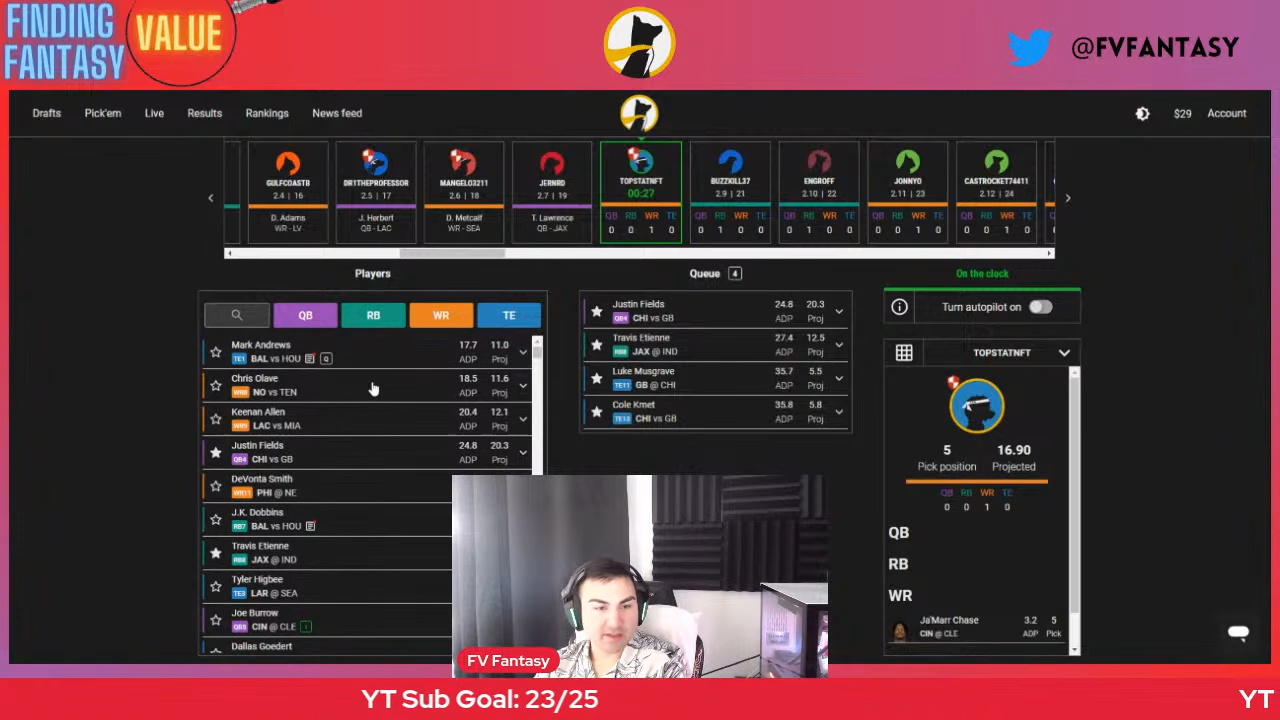 FINDING
FANTASY
VALUE
@FVFANTASY
Drafts
Pick'em
Live
Results
Rankings
News feed
$29
Account
GULFCOASTB
2.4 | 16
D. Adams
WR - LV
DR1THEPROFESSOR
2.5 | 17
J. Herbert
QB - LAC
MANGELO3211
2.6 | 18
D. Metcalf
WR - SEA
JERNRD
2.7 | 19
T. Lawrence
QB - JAX
TOPSTATNFT
00:27
QB RB WR TE
0 0 1 0
BUZZKILL37
2.9 | 21
QB RB WR TE
0 1 0 0
ENGROFF
2.10 | 22
QB RB WR TE
0 1 0 0
JONNYO
2.11 | 23
QB RB WR TE
0 0 1 0
CASTROCKET74411
2.12 | 24
QB RB WR TE
0 0 1 0
Players
QB
RB
WR
TE
Mark Andrews
TE1 BAL vs HOU Q
17.7 ADP
11.0 Proj
Chris Olave
NO vs TEN
18.5 ADP
11.6 Proj
Keenan Allen
LAC vs MIA
20.4 ADP
12.1 Proj
Justin Fields
QB4 CHI vs GB
24.8 ADP
20.3 Proj
DeVonta Smith
WR11 PHI @ NE
J.K. Dobbins
RB7 BAL vs HOU
Travis Etienne
RB8 JAX @ IND
Tyler Higbee
TE3 LAR @ SEA
Joe Burrow
CIN @ CLE
Dallas Goedert
Queue 4
Justin Fields
QB4 CHI vs GB
24.8 ADP
20.3 Proj
Travis Etienne
RB8 JAX @ IND
27.4 ADP
12.5 Proj
Luke Musgrave
TE11 GB @ CHI
35.7 ADP
5.5 Proj
Cole Kmet
TE13 CHI vs GB
35.8 ADP
5.8 Proj
On the clock
Turn autopilot on
TOPSTATNFT
5
Pick position
16.90
Projected
QB RB WR TE
0 0 1 0
QB
RB
WR
Ja'Marr Chase
CIN @ CLE
3.2 ADP
5 Pick
FV Fantasy
YT Sub Goal: 23/25
YT